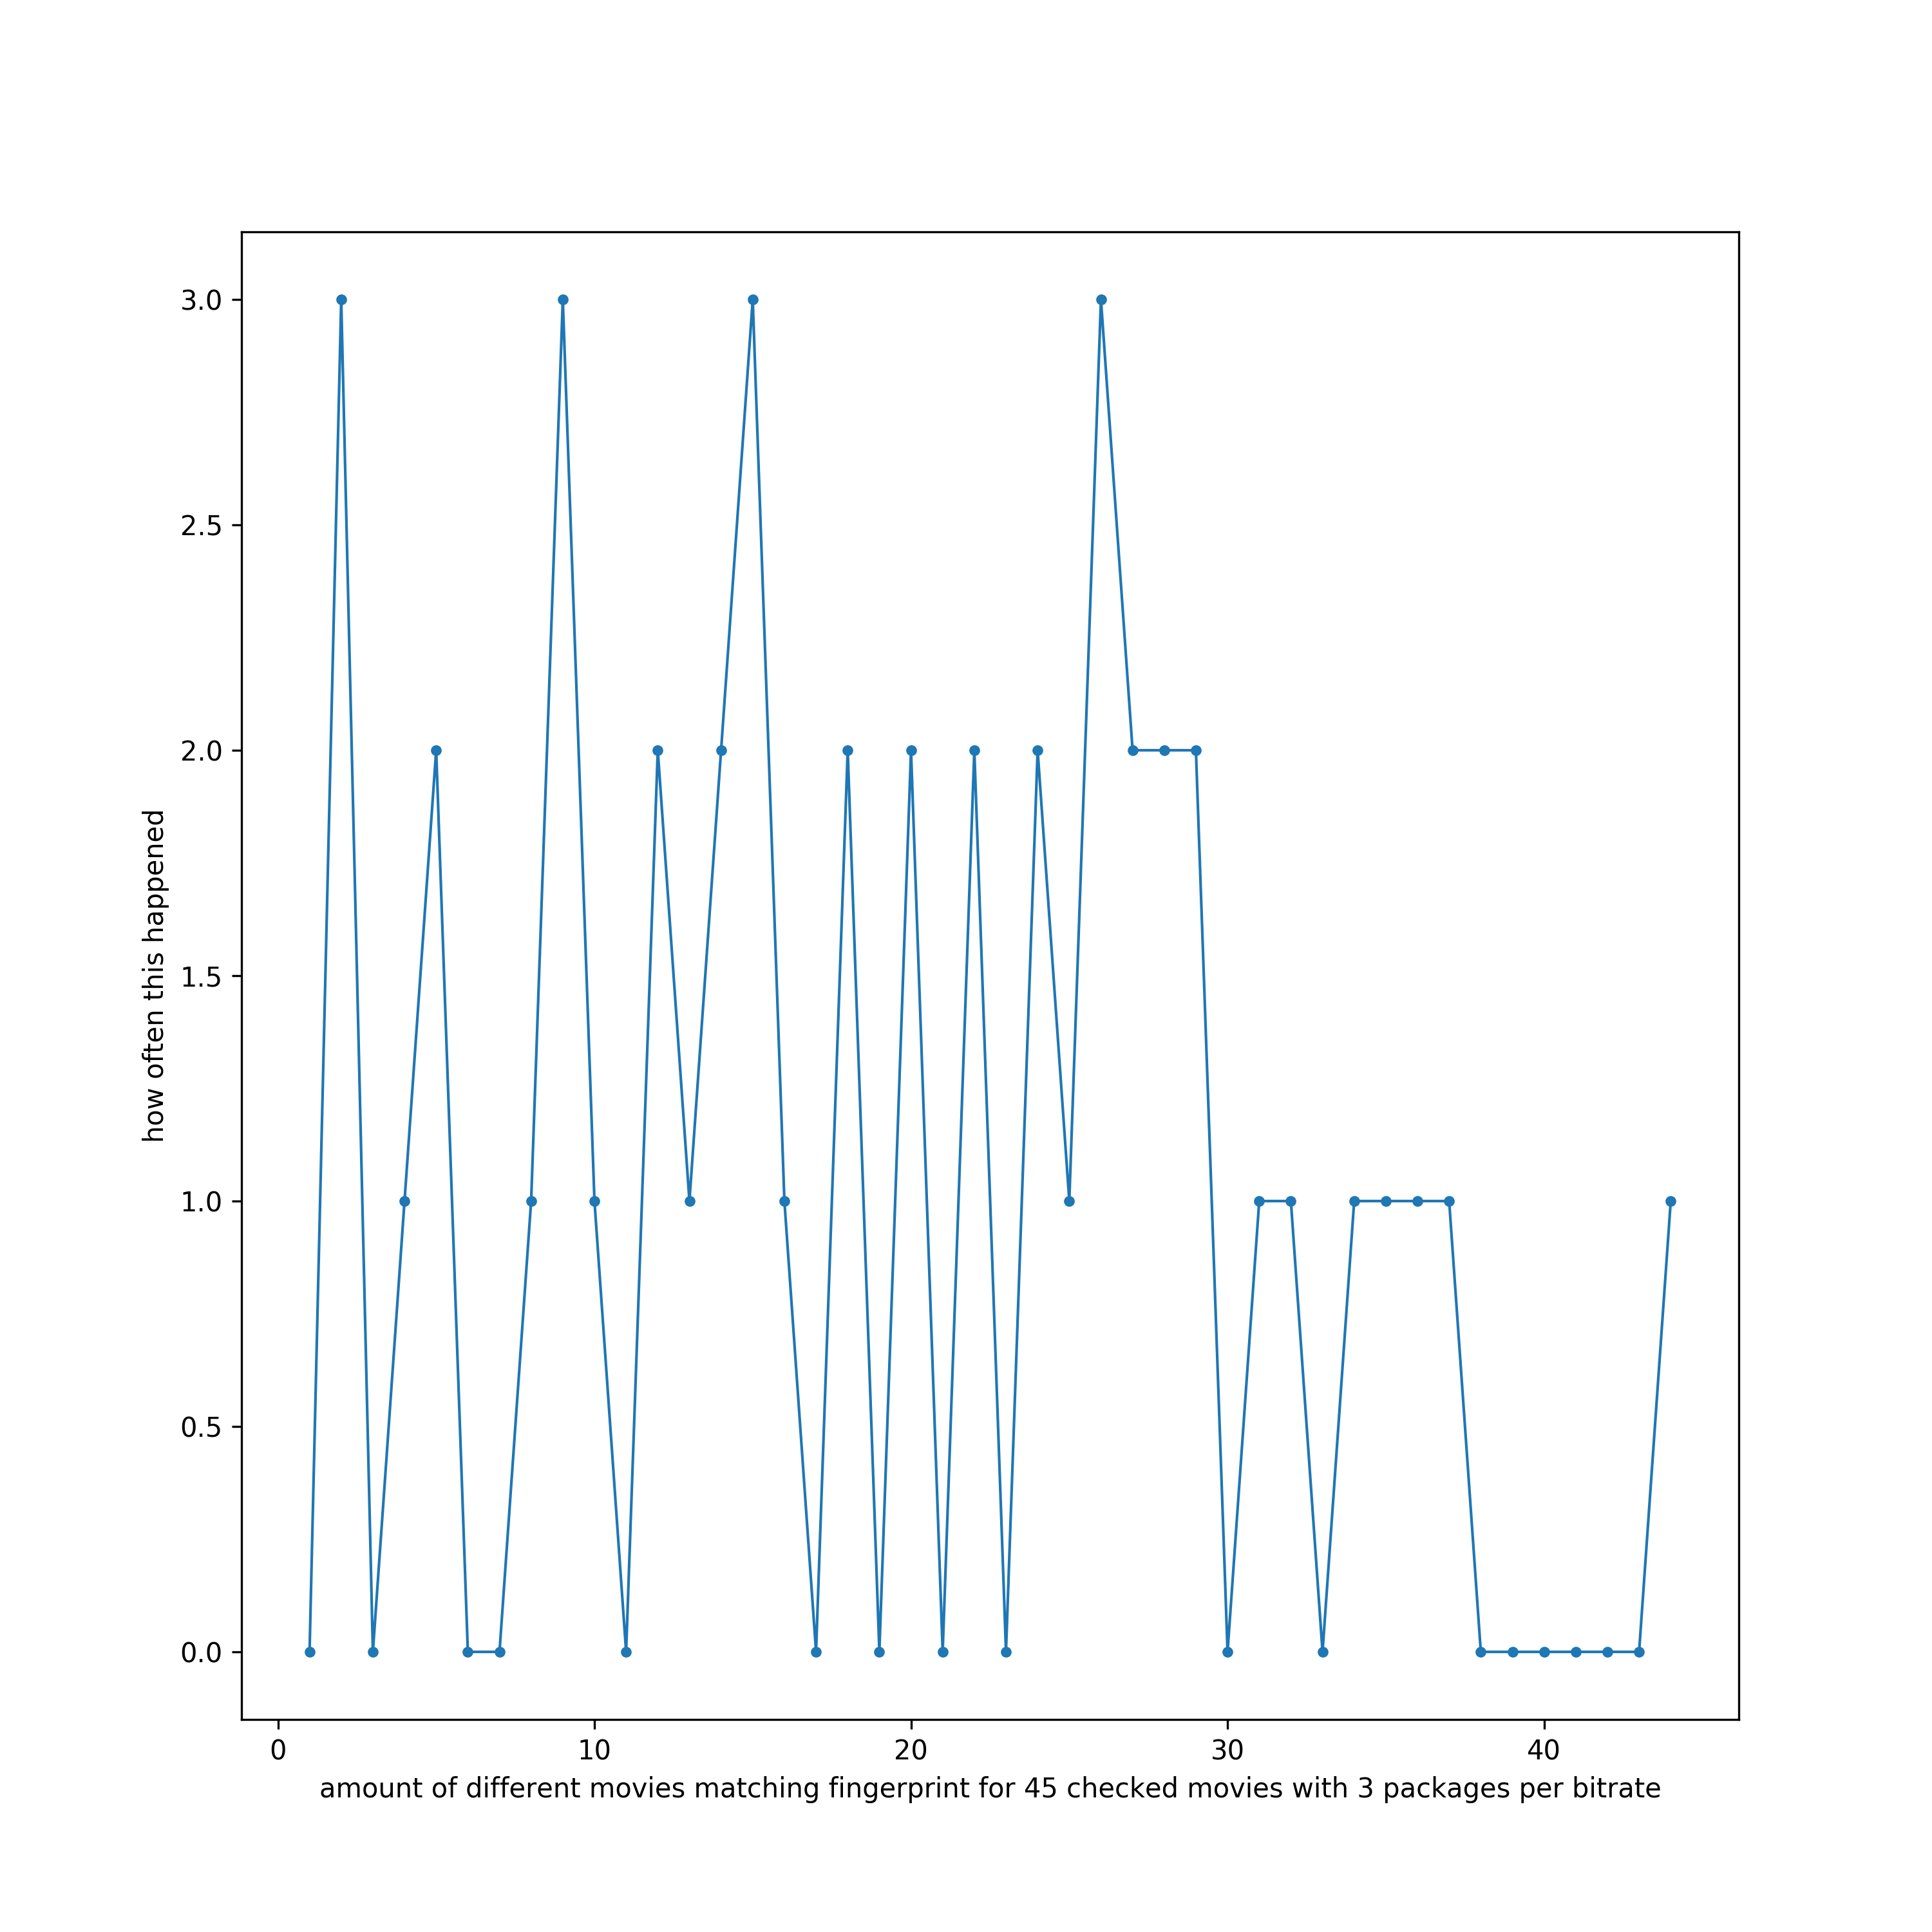 3.0
2.5
2.0
1.5
1.0
0.5
0.0
how often this happened
0 10 20 30 40
amount of different movies matching fingerprint for 45 checked movies with 3 packages per bitrate